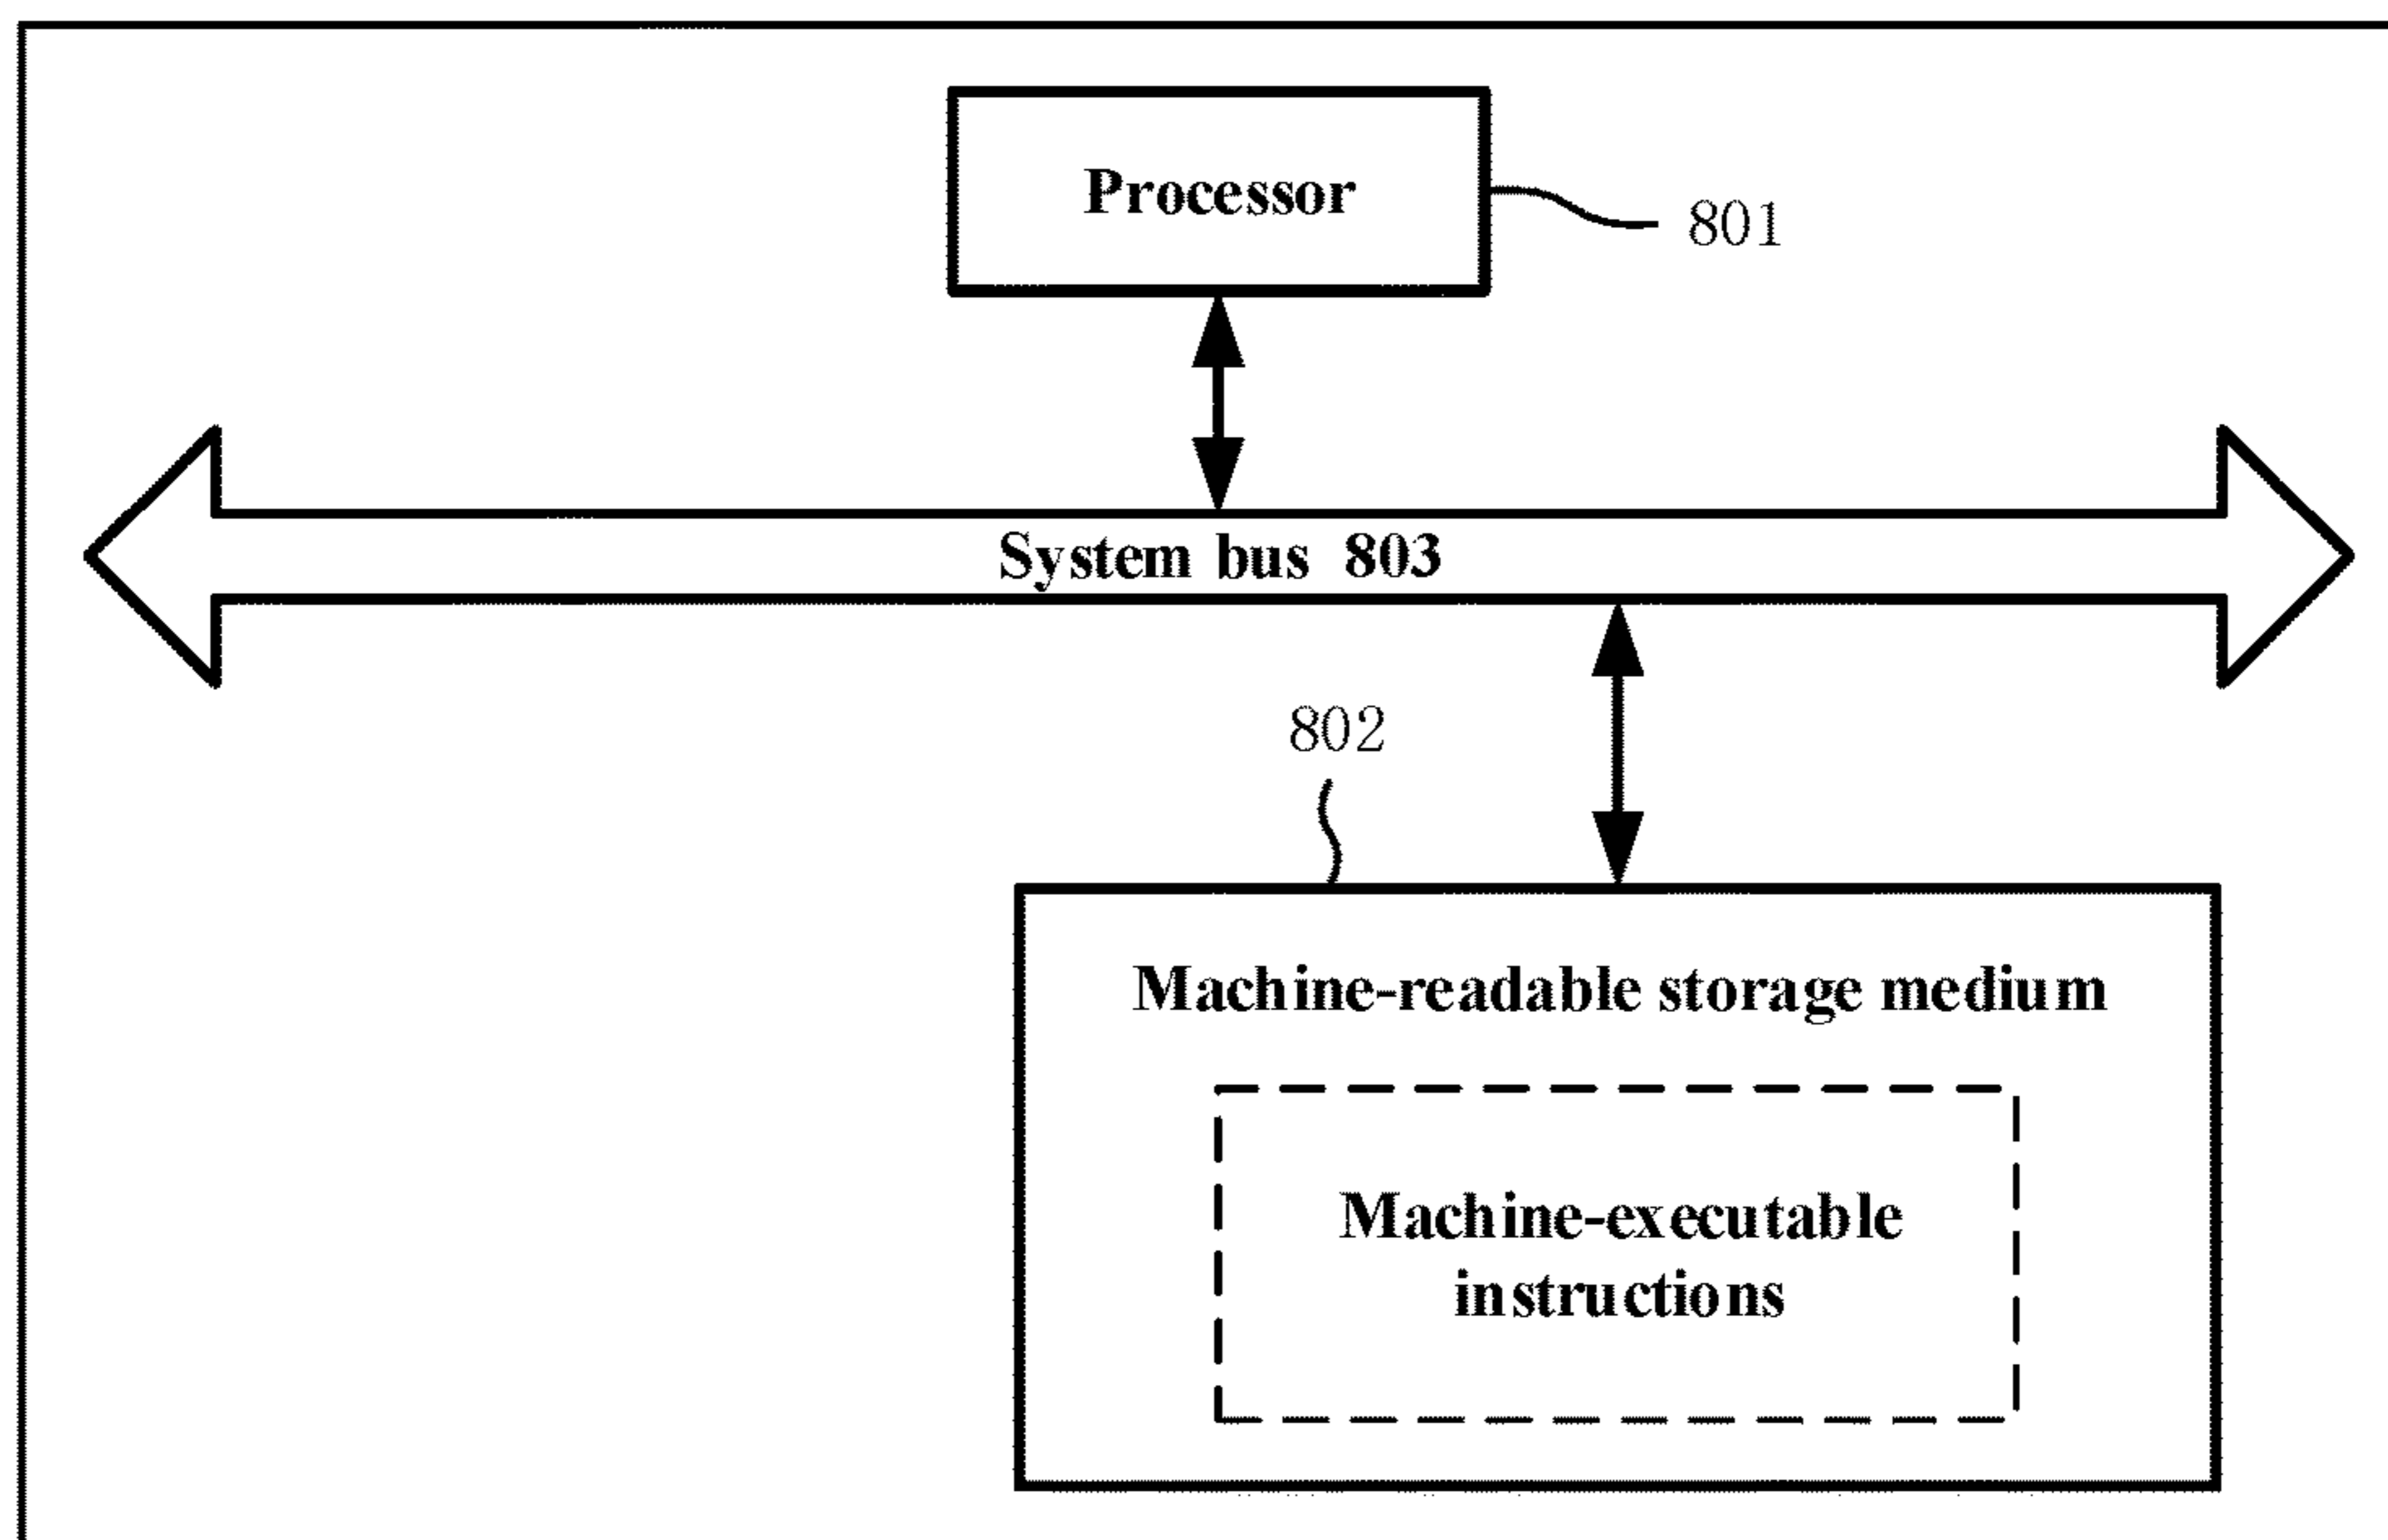 Processor
801
System bus 803
802
Machine-readable storage medium
Machine-executable
instructions